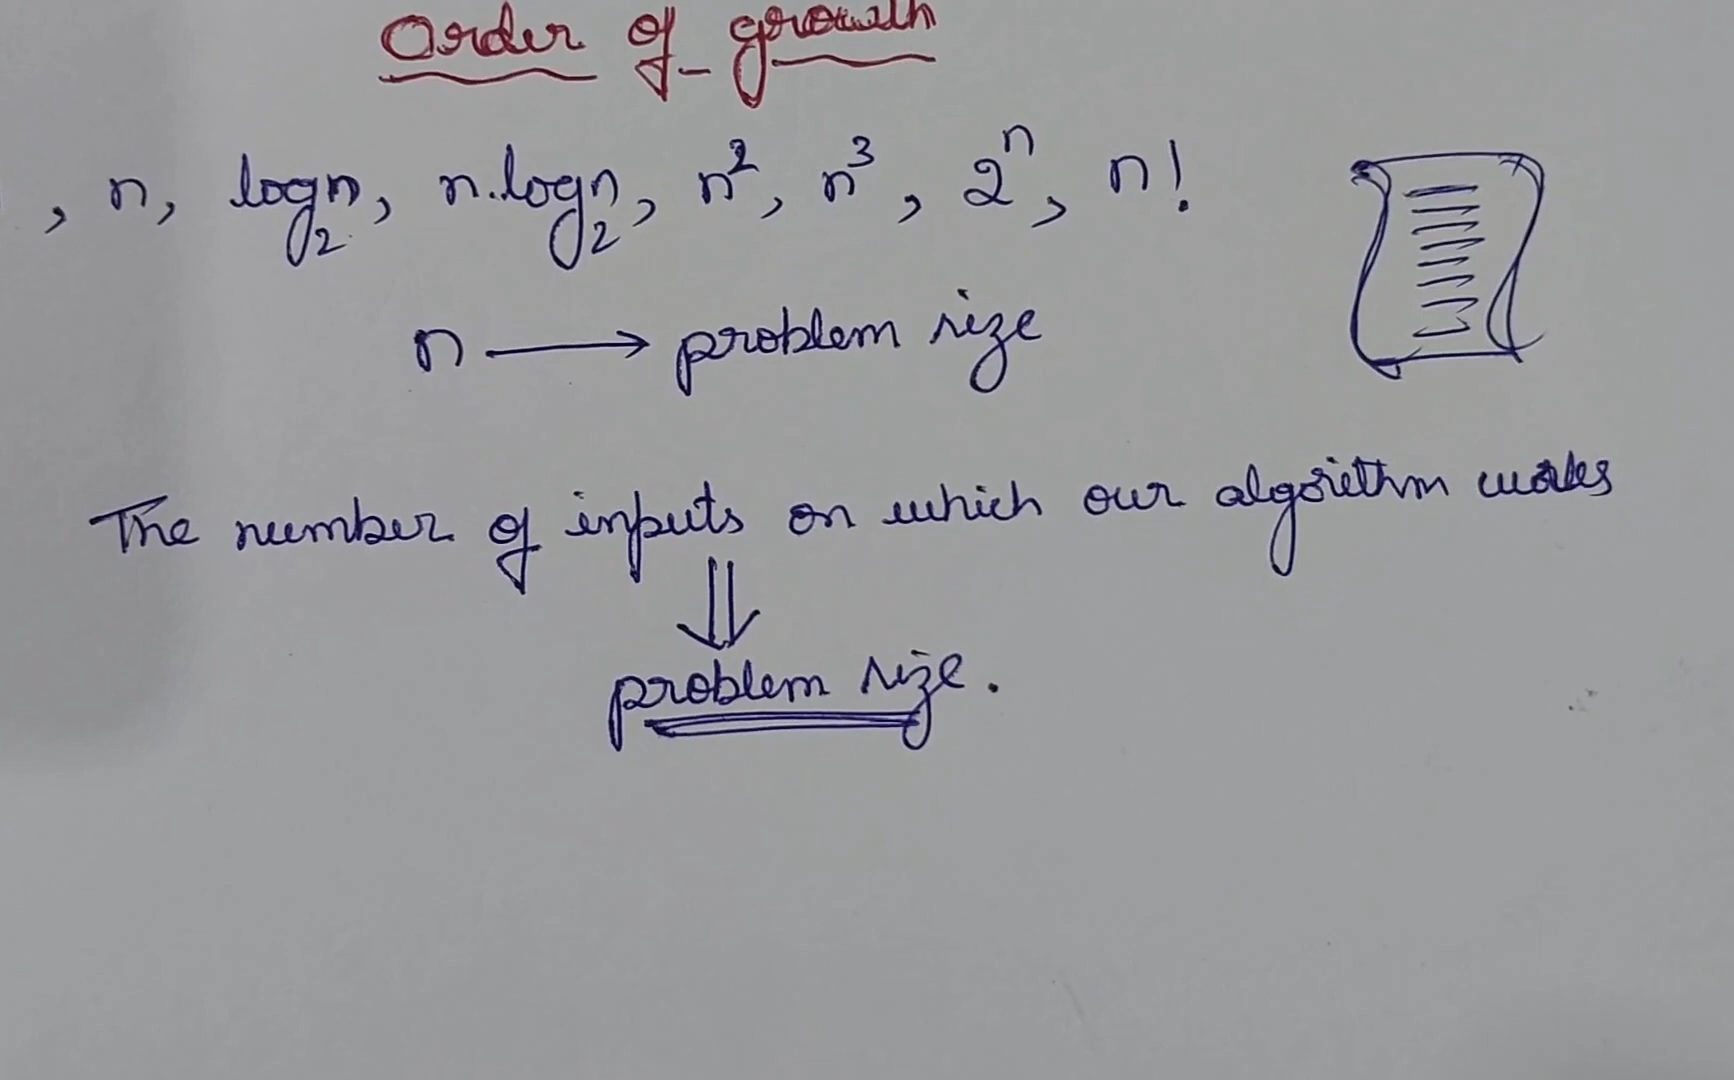 Order of growth
, n, log₂n, n.log₂n, n², n³, 2ⁿ, n!
n ⟶ problem size
The number of inputs on which our algorithm works
⇓
problem size.